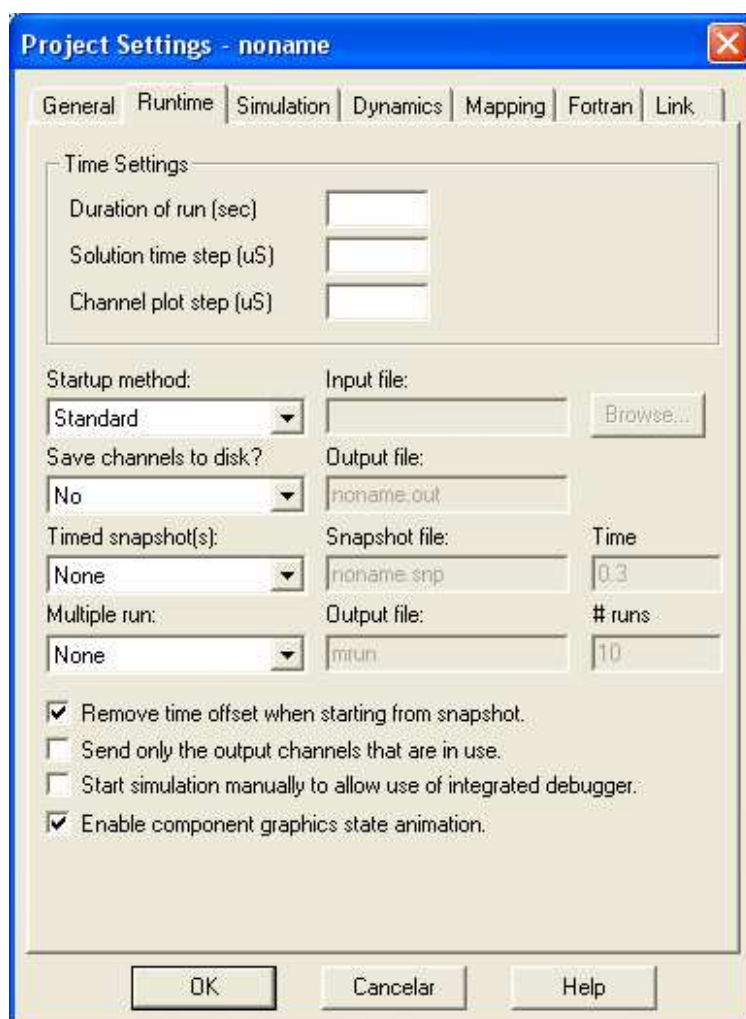 Project Settings - noname
General Runtime Simulation Dynamics Mapping Fortran Link
Time Settings
Duration of run (sec)
Solution time step (uS)
Channel plot step (uS)
Startup method: Input file:
Standard Browse...
Save channels to disk? Output file:
No noname.out
Timed snapshot(s): Snapshot file: Time
None noname.snp 0.3
Multiple run: Output file: # runs
None mrun 10
Remove time offset when starting from snapshot.
Send only the output channels that are in use.
Start simulation manually to allow use of integrated debugger.
Enable component graphics state animation.
OK Cancelar Help